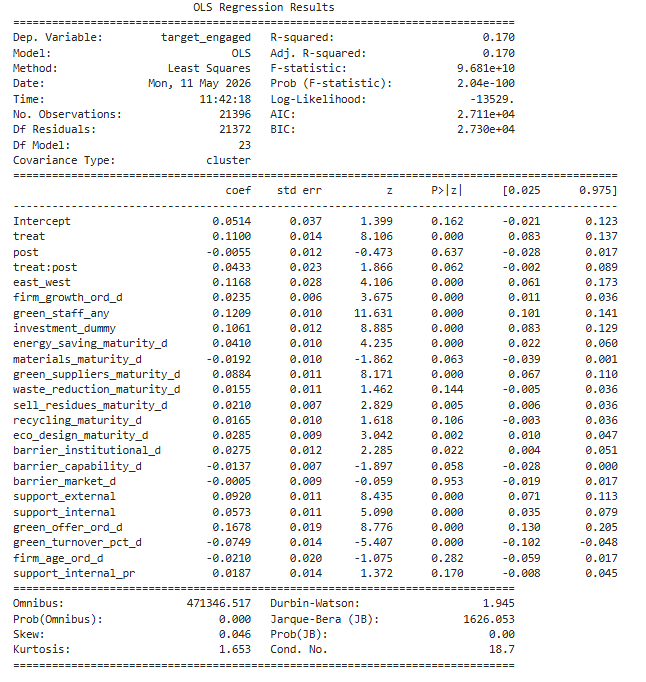 OLS Regression Results
==============================================================================
Dep. Variable: target_engaged R-squared: 0.170
Model: OLS Adj. R-squared: 0.170
Method: Least Squares F-statistic: 9.681e+10
Date: Mon, 11 May 2026 Prob (F-statistic): 2.04e-100
Time: 11:42:18 Log-Likelihood: -13529.
No. Observations: 21396 AIC: 2.711e+04
Df Residuals: 21372 BIC: 2.730e+04
Df Model: 23
Covariance Type: cluster
==============================================================================
coef std err z P>|z| [0.025 0.975]
------------------------------------------------------------------------------
Intercept 0.0514 0.037 1.399 0.162 -0.021 0.123
treat 0.1100 0.014 8.106 0.000 0.083 0.137
post -0.0055 0.012 -0.473 0.637 -0.028 0.017
treat:post 0.0433 0.023 1.866 0.062 -0.002 0.089
east_west 0.1168 0.028 4.106 0.000 0.061 0.173
firm_growth_ord_d 0.0235 0.006 3.675 0.000 0.011 0.036
green_staff_any 0.1209 0.010 11.631 0.000 0.101 0.141
investment_dummy 0.1061 0.012 8.885 0.000 0.083 0.129
energy_saving_maturity_d 0.0410 0.010 4.235 0.000 0.022 0.060
materials_maturity_d -0.0192 0.010 -1.862 0.063 -0.039 0.001
green_suppliers_maturity_d 0.0884 0.011 8.171 0.000 0.067 0.110
waste_reduction_maturity_d 0.0155 0.011 1.462 0.144 -0.005 0.036
sell_residues_maturity_d 0.0210 0.007 2.829 0.005 0.006 0.036
recycling_maturity_d 0.0165 0.010 1.618 0.106 -0.003 0.036
eco_design_maturity_d 0.0285 0.009 3.042 0.002 0.010 0.047
barrier_institutional_d 0.0275 0.012 2.285 0.022 0.004 0.051
barrier_capability_d -0.0137 0.007 -1.897 0.058 -0.028 0.000
barrier_market_d -0.0005 0.009 -0.059 0.953 -0.019 0.017
support_external 0.0920 0.011 8.435 0.000 0.071 0.113
support_internal 0.0573 0.011 5.090 0.000 0.035 0.079
green_offer_ord_d 0.1678 0.019 8.776 0.000 0.130 0.205
green_turnover_pct_d -0.0749 0.014 -5.407 0.000 -0.102 -0.048
firm_age_ord_d -0.0210 0.020 -1.075 0.282 -0.059 0.017
support_internal_pr 0.0187 0.014 1.372 0.170 -0.008 0.045
==============================================================================
Omnibus: 471346.517 Durbin-Watson: 1.945
Prob(Omnibus): 0.000 Jarque-Bera (JB): 1626.053
Skew: 0.046 Prob(JB): 0.00
Kurtosis: 1.653 Cond. No. 18.7
==============================================================================